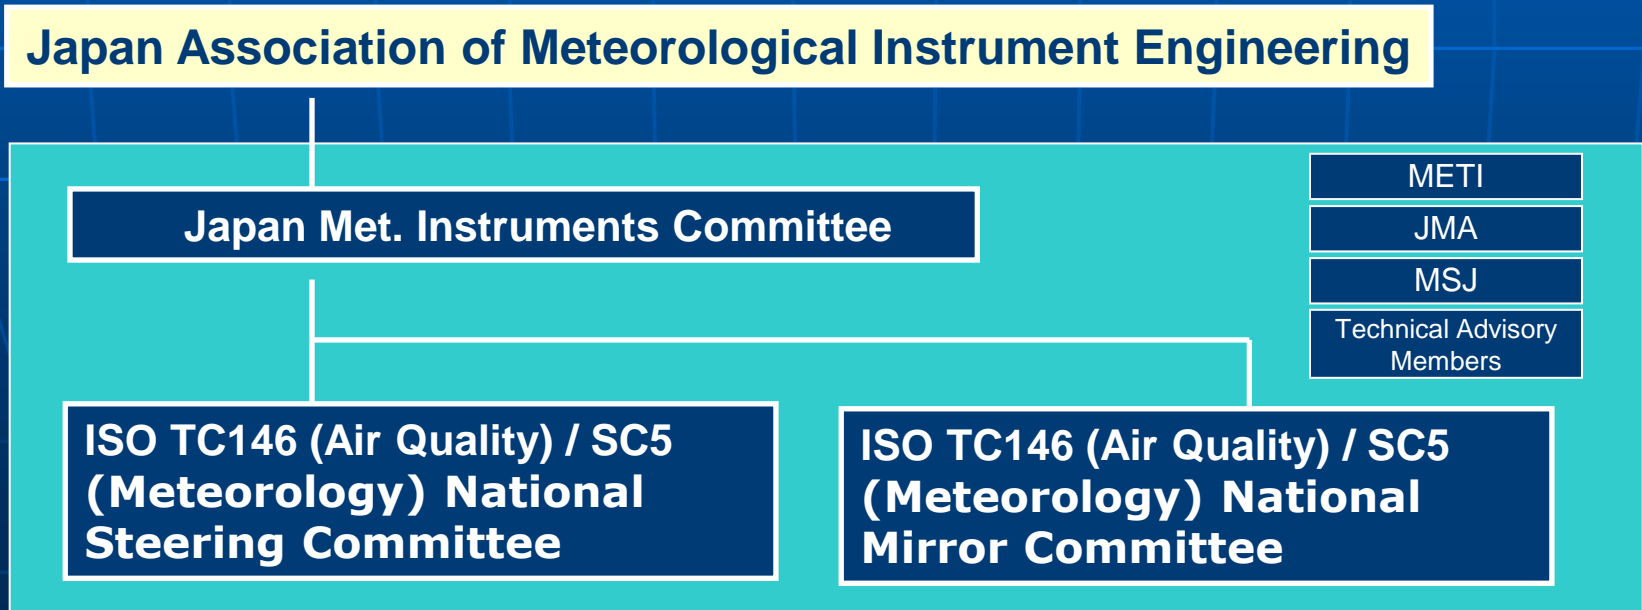 Japan Association of Meteorological Instrument Engineering
Japan Met. Instruments Committee
METI
JMA
MSJ
Technical Advisory
Members
ISO TC146 (Air Quality) / SC5
(Meteorology) National
Steering Committee
ISO TC146 (Air Quality) / SC5
(Meteorology) National
Mirror Committee